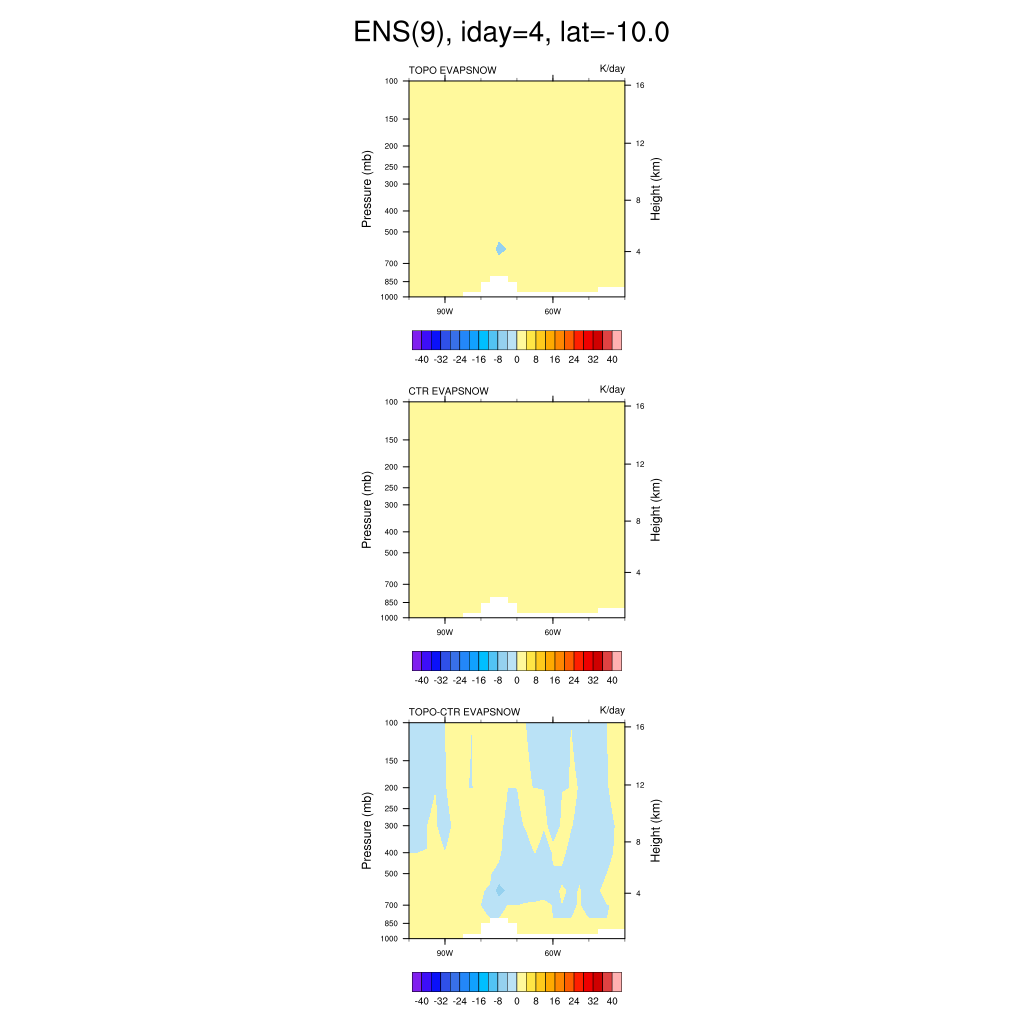 ENS(9), iday=4, lat=-10.0
TOPO EVAPSNOW K/day
100
150
200
250
300
400
500
700
850
1000
Pressure (mb)
16
12
8
4
Height (km)
90W 60W
-40 -32 -24 -16 -8 0 8 16 24 32 40
CTR EVAPSNOW K/day
100
150
200
250
300
400
500
700
850
1000
Pressure (mb)
16
12
8
4
Height (km)
90W 60W
-40 -32 -24 -16 -8 0 8 16 24 32 40
TOPO-CTR EVAPSNOW K/day
100
150
200
250
300
400
500
700
850
1000
Pressure (mb)
16
12
8
4
Height (km)
90W 60W
-40 -32 -24 -16 -8 0 8 16 24 32 40